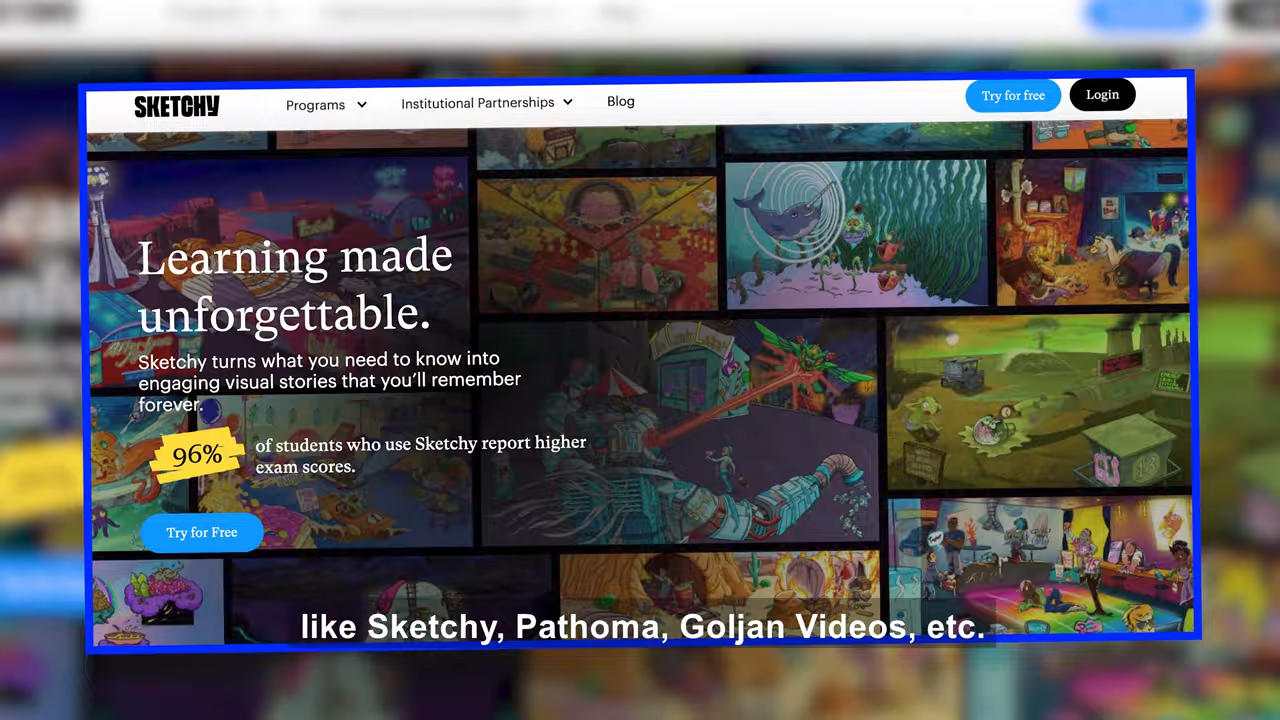 SKETCHY
Programs
Institutional Partnerships
Blog
Try for free
Login
Learning made
unforgettable.
Sketchy turns what you need to know into
engaging visual stories that you'll remember
forever.
96%
of students who use Sketchy report higher
exam scores.
Try for Free
like Sketchy, Pathoma, Goljan Videos, etc.